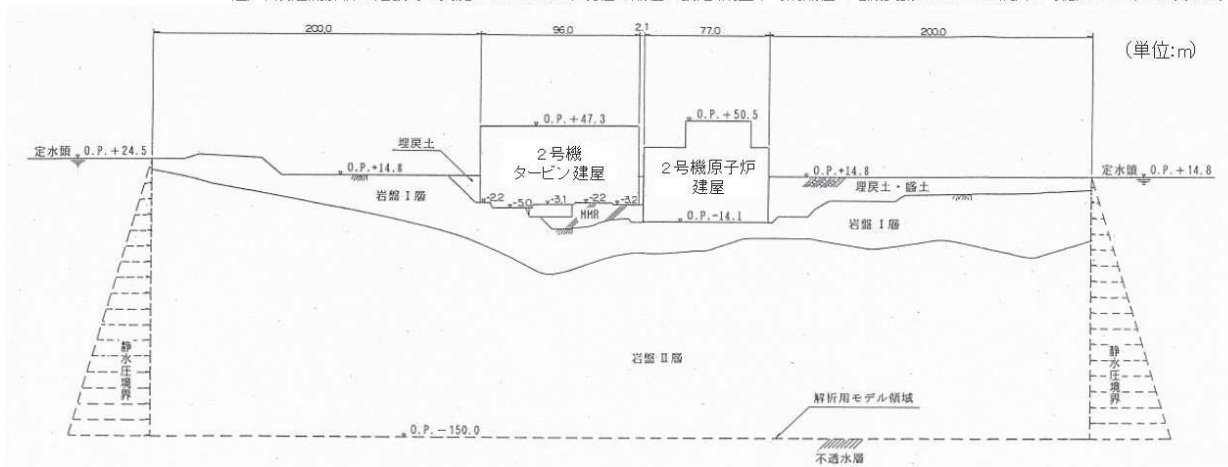 200.0
96.0
2.1
77.0
200.0
(単位:m)
O.P.+50.5
O.P.+47.3
埋戻土
2号機
タービン建屋
2号機原子炉
建屋
定水頭 O.P.+24.5
O.P.+14.8
O.P.+14.8
定水頭 O.P.+14.8
埋戻土・盛土
岩盤Ⅰ層
-2.2
-5.0
-3.1
-2.2
-3.2
MMR
O.P.-14.1
岩盤Ⅰ層
静水圧境界
岩盤Ⅱ層
静水圧境界
解析用モデル領域
O.P.-150.0
不透水層